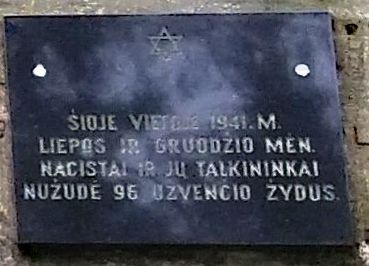 ŠIOJE VIETOJE 1941.M.
LIEPOS IR GRUODŽIO MĖN.
NACISTAI IR JŲ TALKININKAI
NUŽUDĖ 96 UŽVENČIO ŽYDUS.